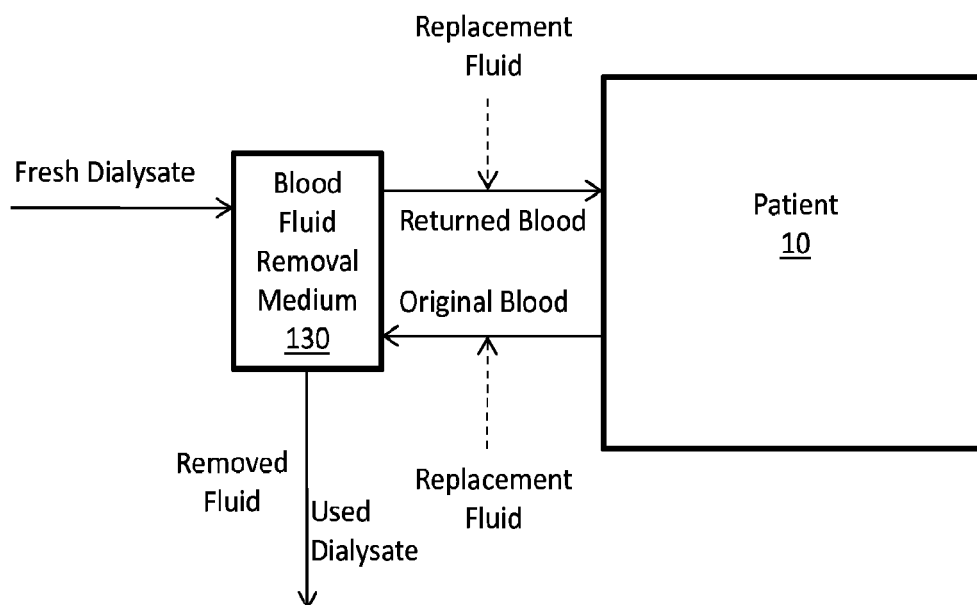 Replacement
Fluid
Fresh Dialysate
Blood
Fluid
Removal
Medium
130
Returned Blood
Original Blood
Patient
10
Removed
Fluid
Used
Dialysate
Replacement
Fluid